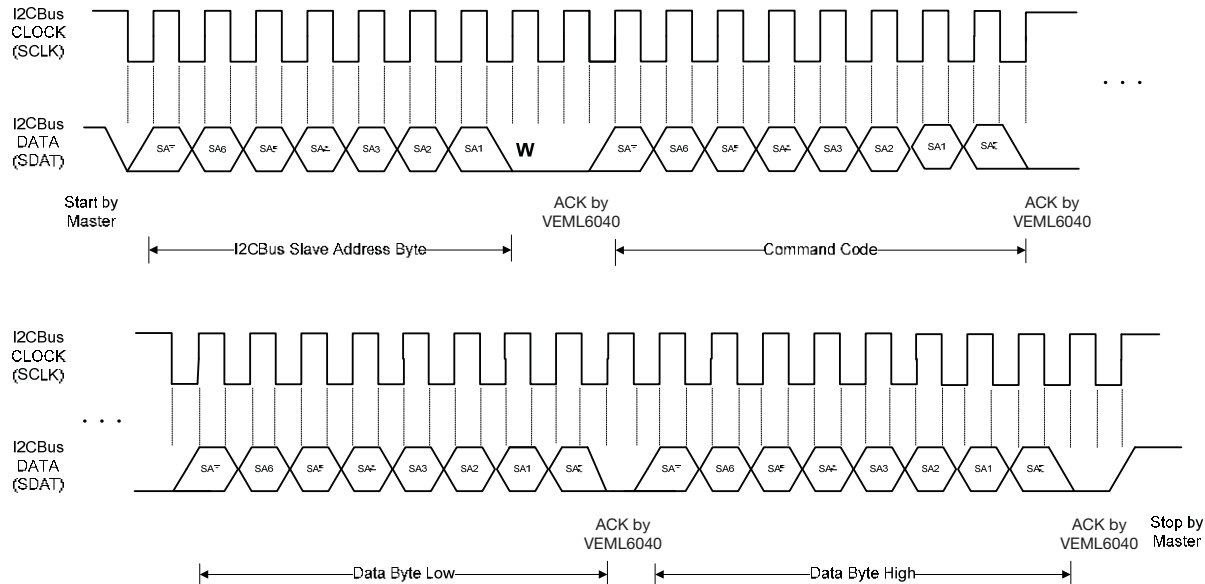 I2CBus
CLOCK
(SCLK)
. . .
I2CBus
DATA
(SDAT)
SA6 SA3 SA2 SA1 W SA6 SA3 SA2 SA1
Start by
Master
ACK by
VEML6040
ACK by
VEML6040
I2CBus Slave Address Byte
Command Code
I2CBus
CLOCK
(SCLK)
. . .
I2CBus
DATA
(SDAT)
SA6 SA3 SA2 SA1 SA6 SA3 SA2 SA1
ACK by
VEML6040
ACK by
VEML6040
Stop by
Master
Data Byte Low
Data Byte High